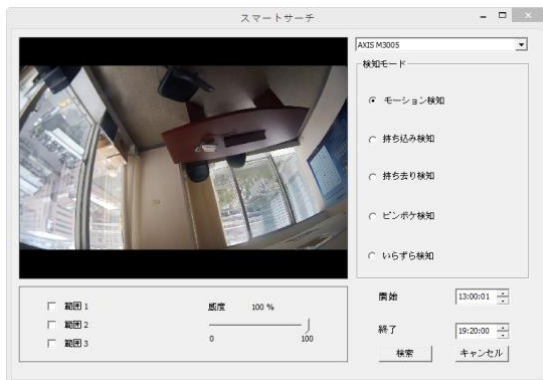 スマートサーチ
AXIS M3005
検知モード
モーション検知
持ち込み検知
持ち去り検知
ピンボケ検知
いらずら検知
範囲 1
範囲 2
範囲 3
感度 100 %
0 100
開始 13:00:01
終了 19:20:00
検索 キャンセル